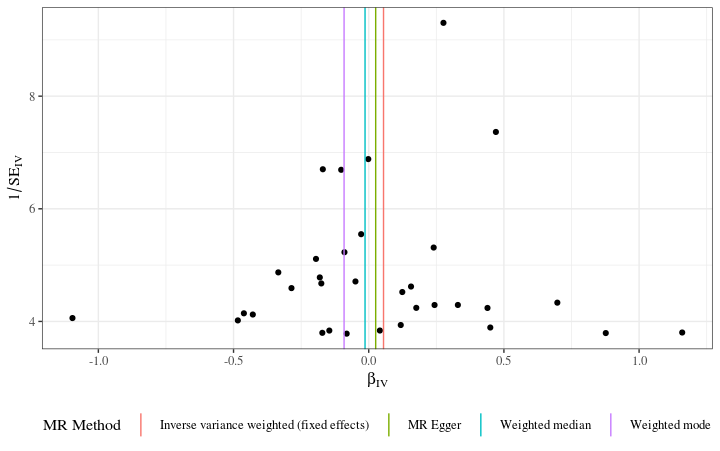 1/SE_IV
8
6
4
-1.0 -0.5 0.0 0.5 1.0
β_IV
MR Method Inverse variance weighted (fixed effects) MR Egger Weighted median Weighted mode